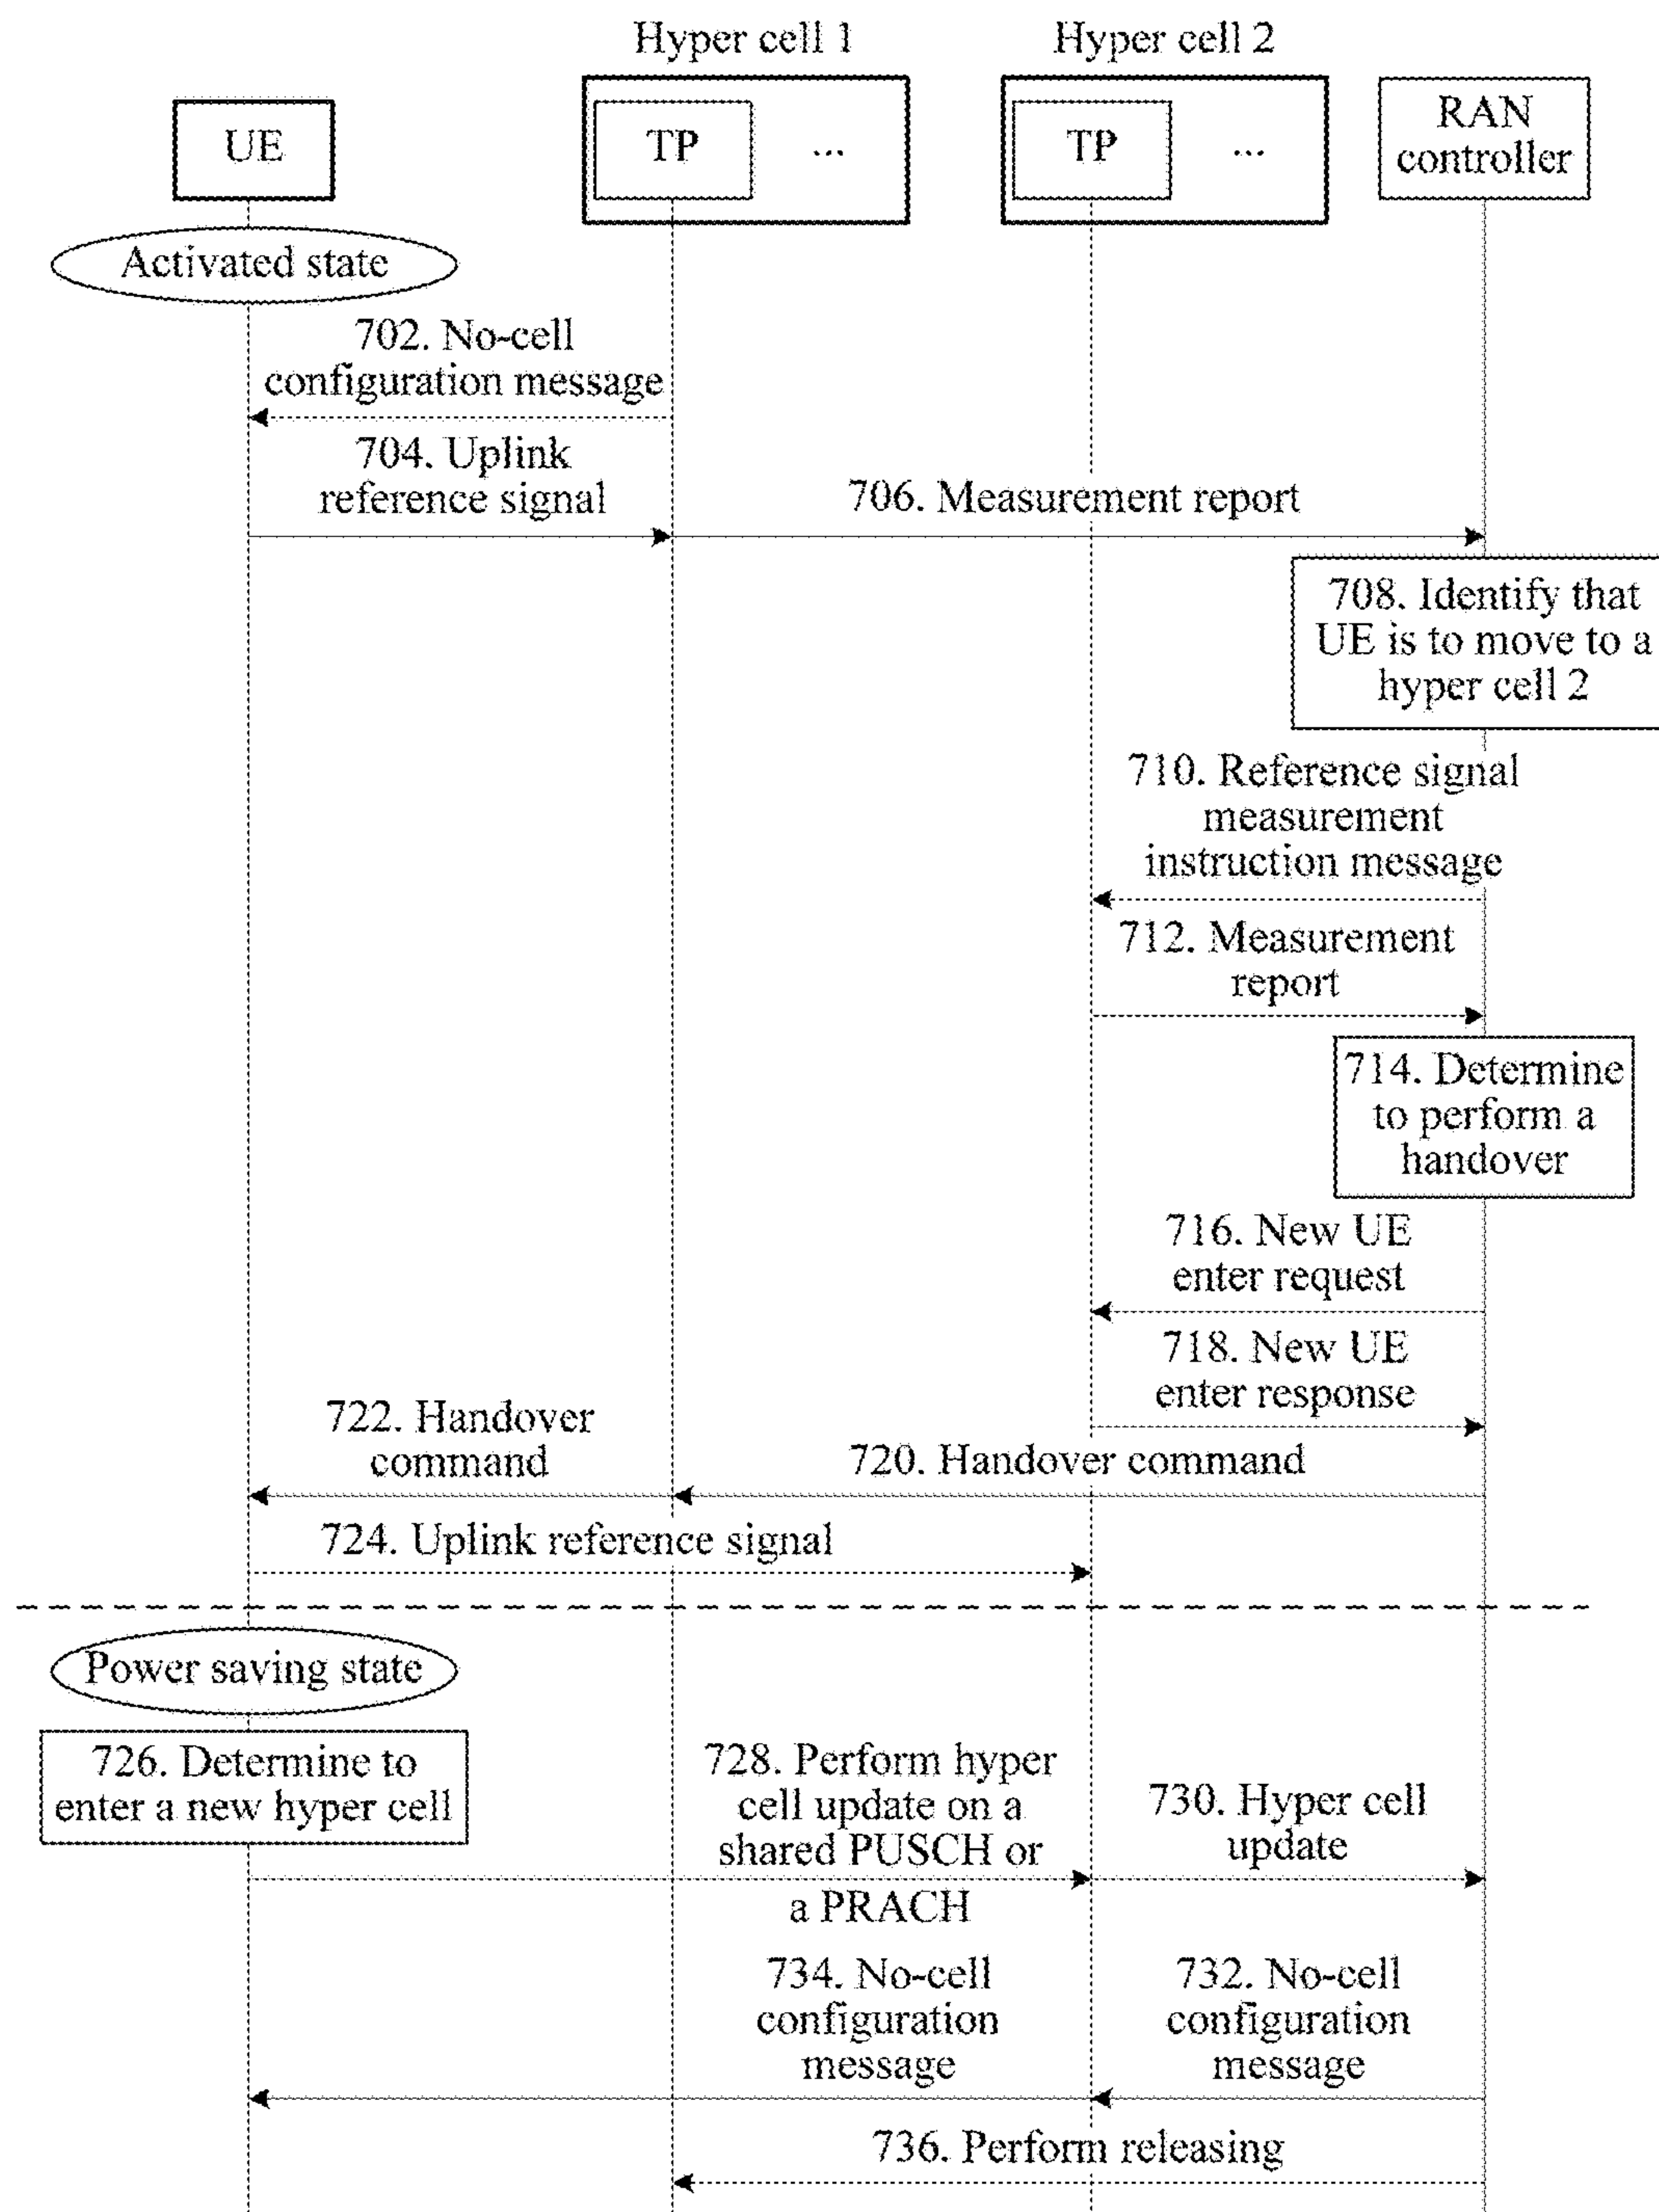 Hyper cell 1
Hyper cell 2
UE
TP
...
TP
...
RAN
controller
Activated state
702. No-cell
configuration message
704. Uplink
reference signal
706. Measurement report
708. Identify that
UE is to move to a
hyper cell 2
710. Reference signal
measurement
instruction message
712. Measurement
report
714. Determine
to perform a
handover
716. New UE
enter request
718. New UE
enter response
722. Handover
command
720. Handover command
724. Uplink reference signal
Power saving state
726. Determine to
enter a new hyper cell
728. Perform hyper
cell update on a
shared PUSCH or
a PRACH
730. Hyper cell
update
734. No-cell
configuration
message
732. No-cell
configuration
message
736. Perform releasing